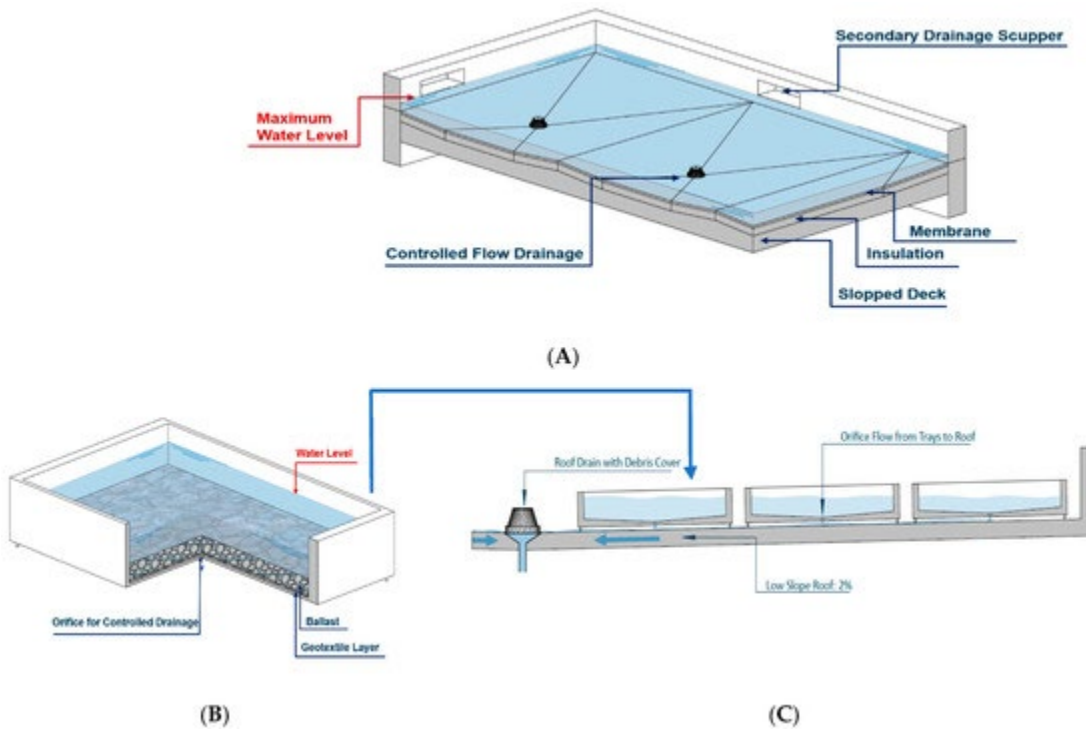 Secondary Drainage Scupper
Maximum
Water Level
Membrane
Controlled Flow Drainage
Insulation
Slopped Deck
(A)
Water Level
Orifice Flow from Trays to Roof
Roof Drain with Debris Cover
Low Slope Roof: 2%
Orifice for Controlled Drainage
Ballast
Geotextile Layer
(B)
(C)